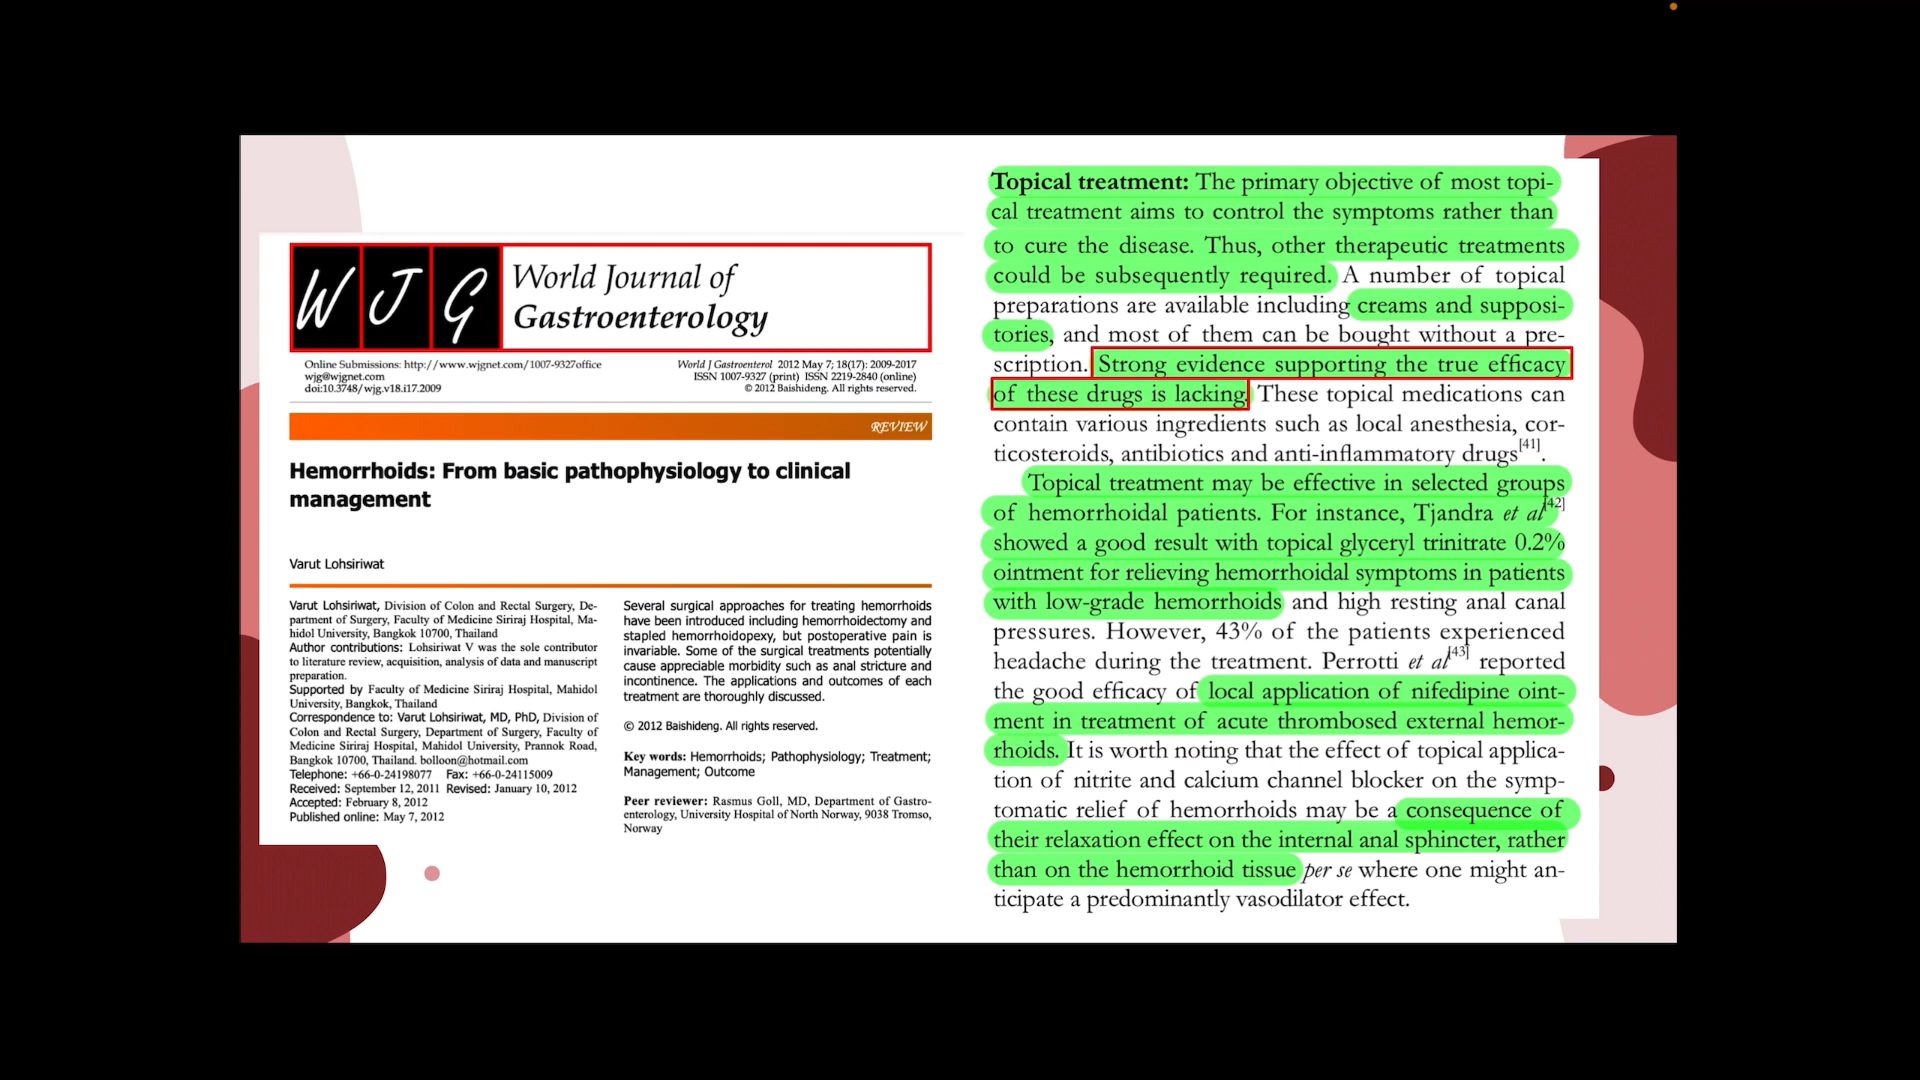 W J G World Journal of
Gastroenterology
Online Submissions: http://www.wjgnet.com/1007-9327office
wjg@wjgnet.com
doi:10.3748/wjg.v18.i17.2009
World J Gastroenterol 2012 May 7; 18(17): 2009-2017
ISSN 1007-9327 (print) ISSN 2219-2840 (online)
© 2012 Baishideng. All rights reserved.
REVIEW
Hemorrhoids: From basic pathophysiology to clinical
management
Varut Lohsiriwat
Varut Lohsiriwat, Division of Colon and Rectal Surgery, De-
partment of Surgery, Faculty of Medicine Siriraj Hospital, Ma-
hidol University, Bangkok 10700, Thailand
Author contributions: Lohsiriwat V was the sole contributor
to literature review, acquisition, analysis of data and manuscript
preparation.
Supported by Faculty of Medicine Siriraj Hospital, Mahidol
University, Bangkok, Thailand
Correspondence to: Varut Lohsiriwat, MD, PhD, Division of
Colon and Rectal Surgery, Department of Surgery, Faculty of
Medicine Siriraj Hospital, Mahidol University, Prannok Road,
Bangkok 10700, Thailand. bolloon@hotmail.com
Telephone: +66-0-24198077 Fax: +66-0-24115009
Received: September 12, 2011 Revised: January 10, 2012
Accepted: February 8, 2012
Published online: May 7, 2012
Several surgical approaches for treating hemorrhoids
have been introduced including hemorrhoidectomy and
stapled hemorrhoidopexy, but postoperative pain is
invariable. Some of the surgical treatments potentially
cause appreciable morbidity such as anal stricture and
incontinence. The applications and outcomes of each
treatment are thoroughly discussed.
© 2012 Baishideng. All rights reserved.
Key words: Hemorrhoids; Pathophysiology; Treatment;
Management; Outcome
Peer reviewer: Rasmus Goll, MD, Department of Gastro-
enterology, University Hospital of North Norway, 9038 Tromso,
Norway
Topical treatment: The primary objective of most topi-
cal treatment aims to control the symptoms rather than
to cure the disease. Thus, other therapeutic treatments
could be subsequently required. A number of topical
preparations are available including creams and supposi-
tories, and most of them can be bought without a pre-
scription. Strong evidence supporting the true efficacy
of these drugs is lacking. These topical medications can
contain various ingredients such as local anesthesia, cor-
ticosteroids, antibiotics and anti-inflammatory drugs[41].
Topical treatment may be effective in selected groups
of hemorrhoidal patients. For instance, Tjandra et al[42]
showed a good result with topical glyceryl trinitrate 0.2%
ointment for relieving hemorrhoidal symptoms in patients
with low-grade hemorrhoids and high resting anal canal
pressures. However, 43% of the patients experienced
headache during the treatment. Perrotti et al[43] reported
the good efficacy of local application of nifedipine oint-
ment in treatment of acute thrombosed external hemor-
rhoids. It is worth noting that the effect of topical applica-
tion of nitrite and calcium channel blocker on the symp-
tomatic relief of hemorrhoids may be a consequence of
their relaxation effect on the internal anal sphincter, rather
than on the hemorrhoid tissue per se where one might an-
ticipate a predominantly vasodilator effect.